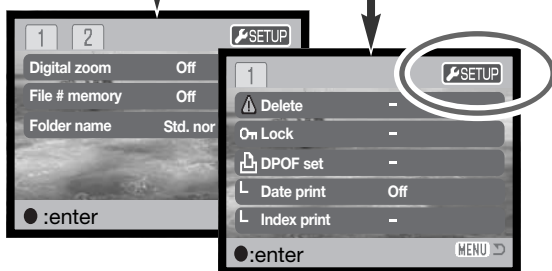 1 2 SETUP
Digital zoom Off
File # memory Off
Folder name Std. nor
:enter
1 SETUP
Delete –
Lock –
DPOF set –
Date print Off
Index print –
:enter MENU